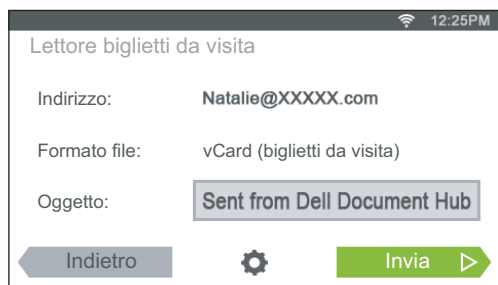 12:25PM
Lettore biglietti da visita
Indirizzo: Natalie@XXXXX.com
Formato file: vCard (biglietti da visita)
Oggetto: Sent from Dell Document Hub
Indietro Invia